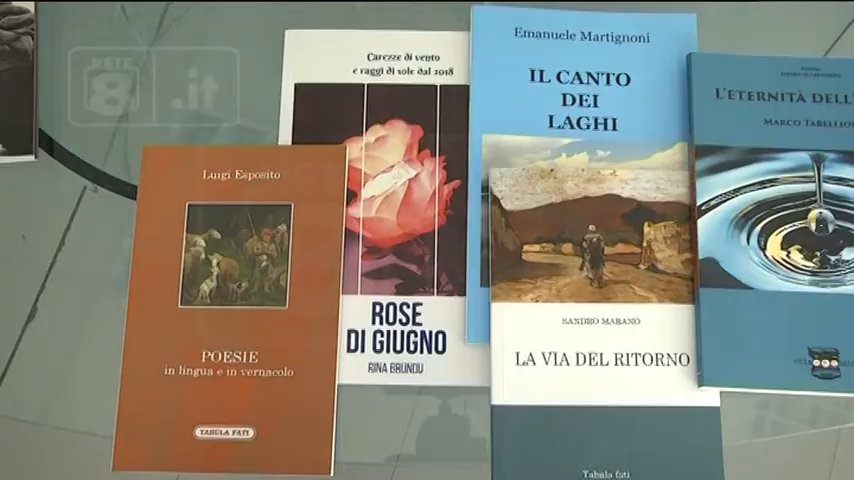 RETE
8 .it
Luigi Esposito
POESIE
in lingua e in vernacolo
TABULA FATI
Carezze di vento
e raggi di sole dal 2018
ROSE
DI GIUGNO
RINA BRUNDU
Emanuele Martignoni
IL CANTO
DEI
LAGHI
SANDRO MARANO
LA VIA DEL RITORNO
Tabula fati
L'ETERNITÀ DELL'
MARCO TABELLIO